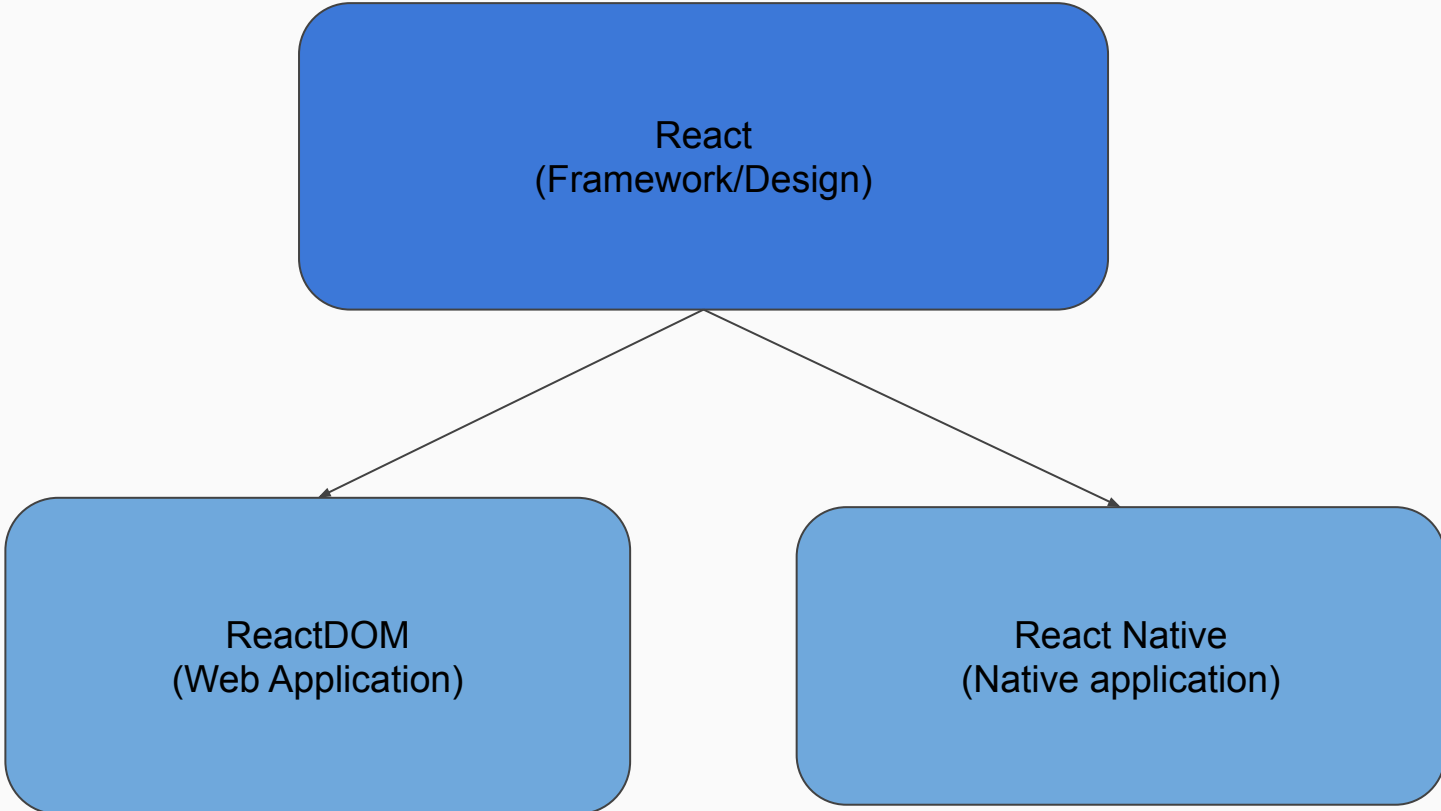 React
(Framework/Design)
ReactDOM
(Web Application)
React Native
(Native application)